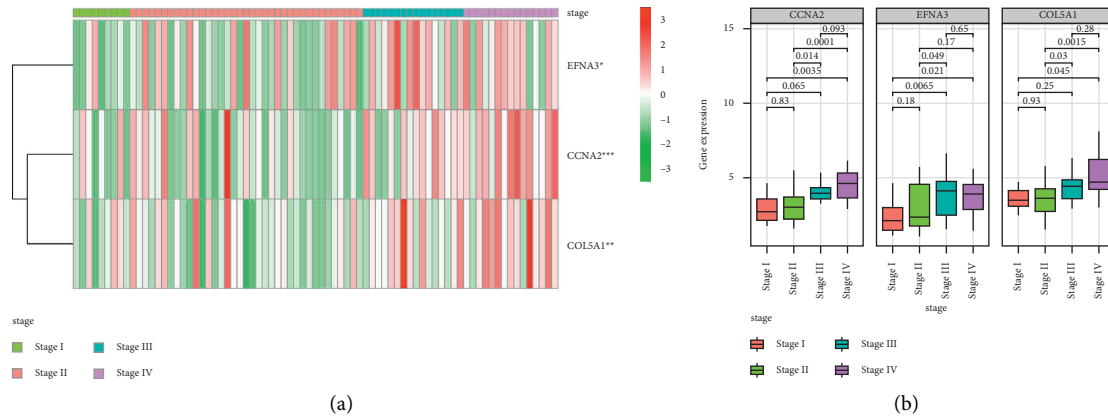 stage
EFNA3*
CCNA2***
COL5A1**
3
2
1
0
−1
−2
−3
stage
Stage I
Stage III
Stage II
Stage IV
(a)
CCNA2
EFNA3
COL5A1
Gene expression
15
10
5
0.093
0.0001
0.014
0.0035
0.065
0.83
0.65
0.17
0.049
0.021
0.0065
0.18
0.28
0.0015
0.03
0.045
0.25
0.93
Stage I
Stage II
Stage III
Stage IV
Stage I
Stage II
Stage III
Stage IV
Stage I
Stage II
Stage III
Stage IV
stage
stage
Stage I
Stage III
Stage II
Stage IV
(b)